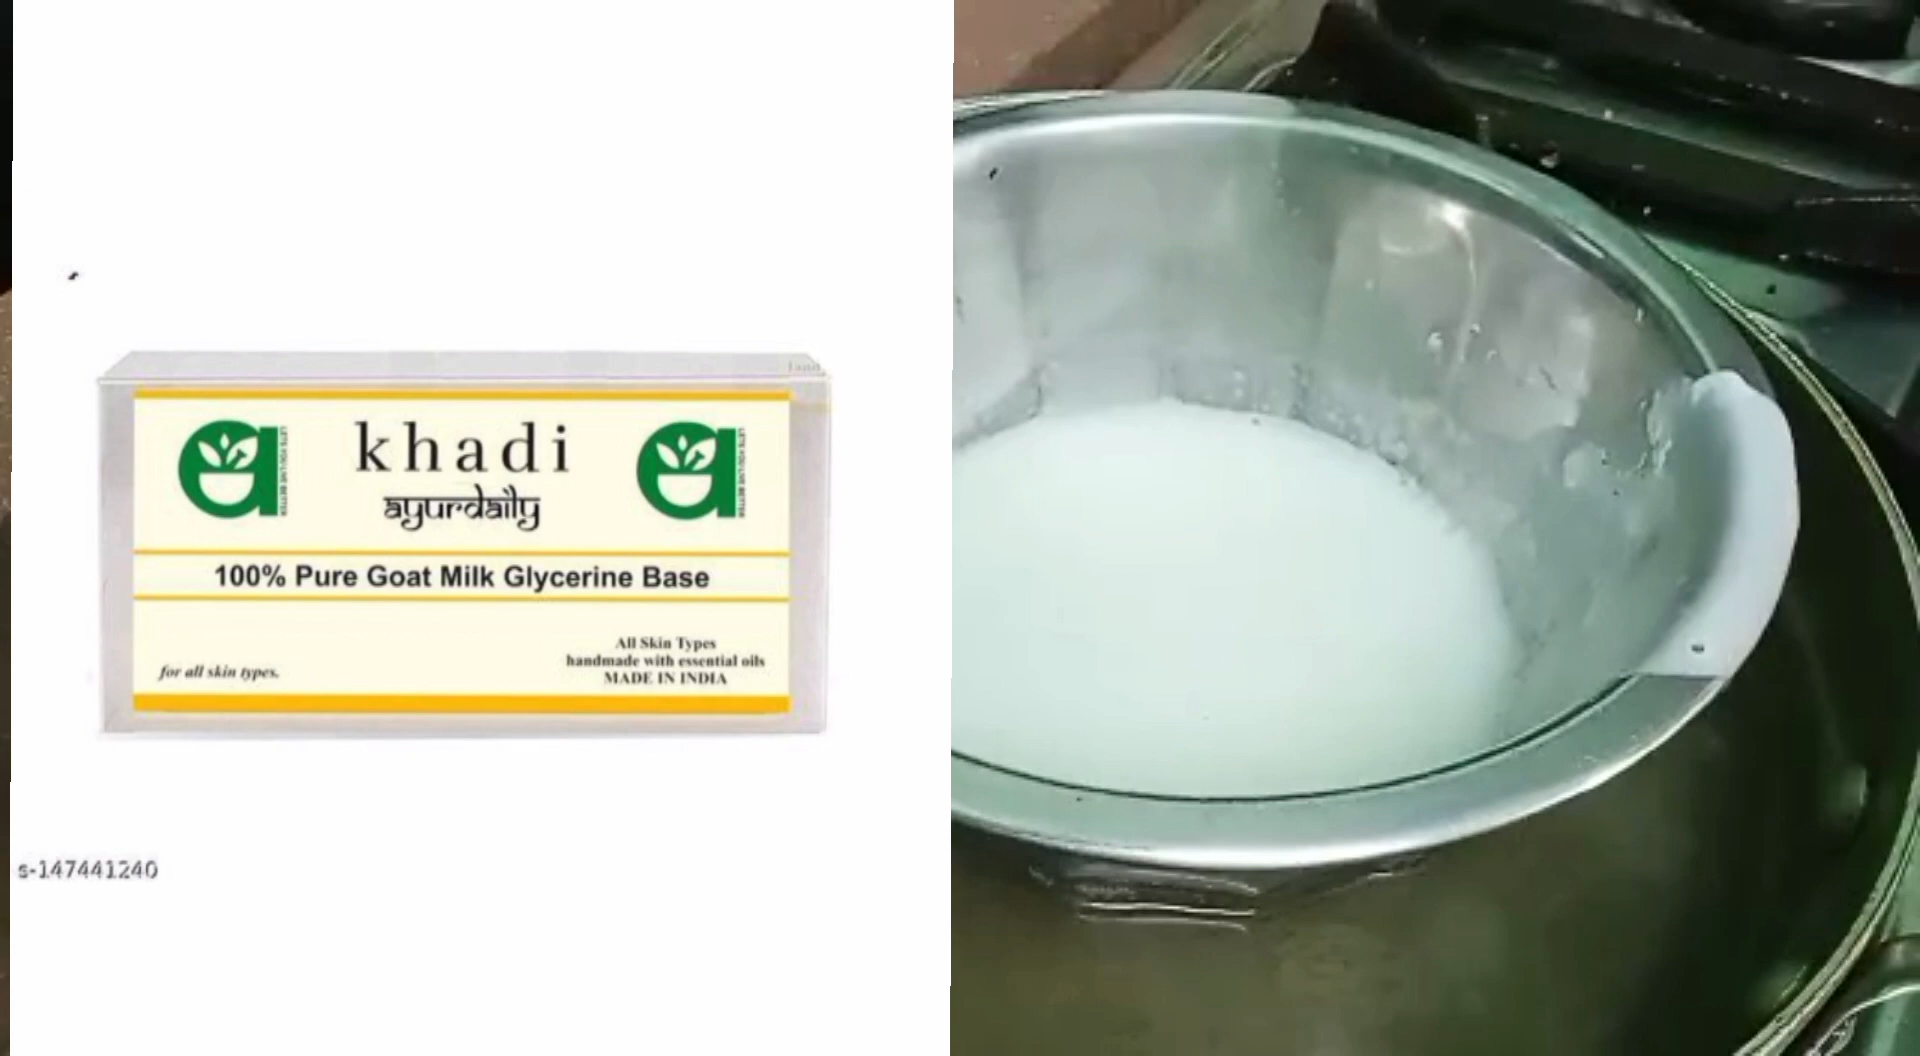 khadi
ayurdaily
100% Pure Goat Milk Glycerine Base
All Skin Types
handmade with essential oils
MADE IN INDIA
for all skin types.
s-147441240